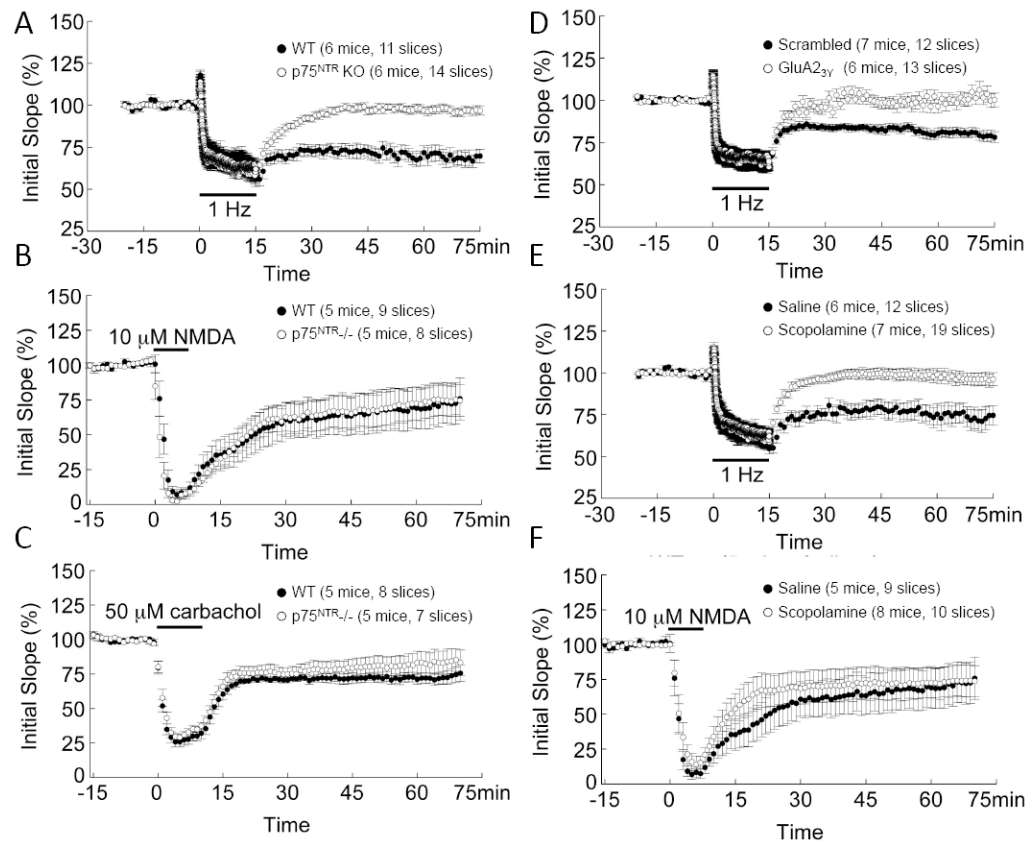 A
150
125
100
75
50
25
Initial Slope (%)
WT (6 mice, 11 slices)
p75NTR KO (6 mice, 14 slices)
1 Hz
-30 -15 0 15 30 45 60 75min
Time
B
150
125
100
75
50
25
0
Initial Slope (%)
10 μM NMDA
WT (5 mice, 9 slices)
p75NTR-/- (5 mice, 8 slices)
-15 0 15 30 45 60 75min
Time
C
150
125
100
75
50
25
0
Initial Slope (%)
50 μM carbachol
WT (5 mice, 8 slices)
p75NTR-/- (5 mice, 7 slices)
-15 0 15 30 45 60 75min
Time
D
150
125
100
75
50
25
Initial Slope (%)
Scrambled (7 mice, 12 slices)
GluA23Y (6 mice, 13 slices)
1 Hz
-30 -15 0 15 30 45 60 75min
Time
E
150
125
100
75
50
25
Initial Slope (%)
Saline (6 mice, 12 slices)
Scopolamine (7 mice, 19 slices)
1 Hz
-30 -15 0 15 30 45 60 75min
Time
F
150
125
100
75
50
25
0
Initial Slope (%)
10 μM NMDA
Saline (5 mice, 9 slices)
Scopolamine (8 mice, 10 slices)
-15 0 15 30 45 60 75min
Time